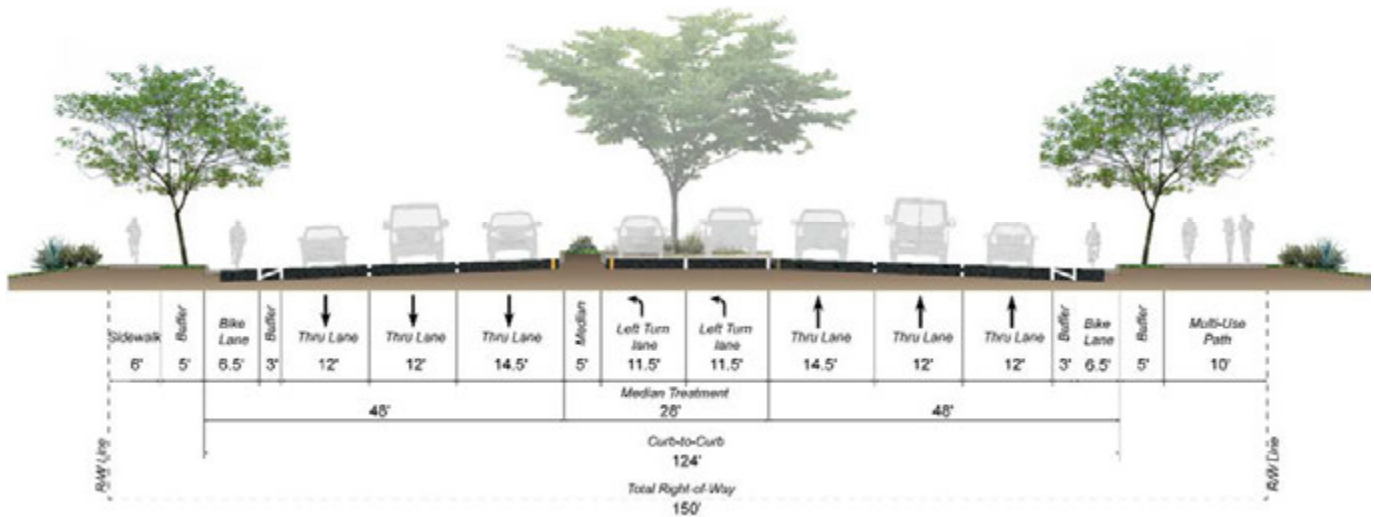 Sidewalk
6'
Buffer
5'
Bike
Lane
6.5'
Buffer
3'
Thru Lane
12'
Thru Lane
12'
Thru Lane
14.5'
Median
5'
Left Turn
lane
11.5'
Left Turn
lane
11.5'
Thru Lane
14.5'
Thru Lane
12'
Thru Lane
12'
Buffer
3'
Bike
Lane
6.5'
Buffer
5'
Multi-Use
Path
10'
48'
Median Treatment
28'
48'
Curb-to-Curb
124'
R/W Line
R/W Line
Total Right-of-Way
150'